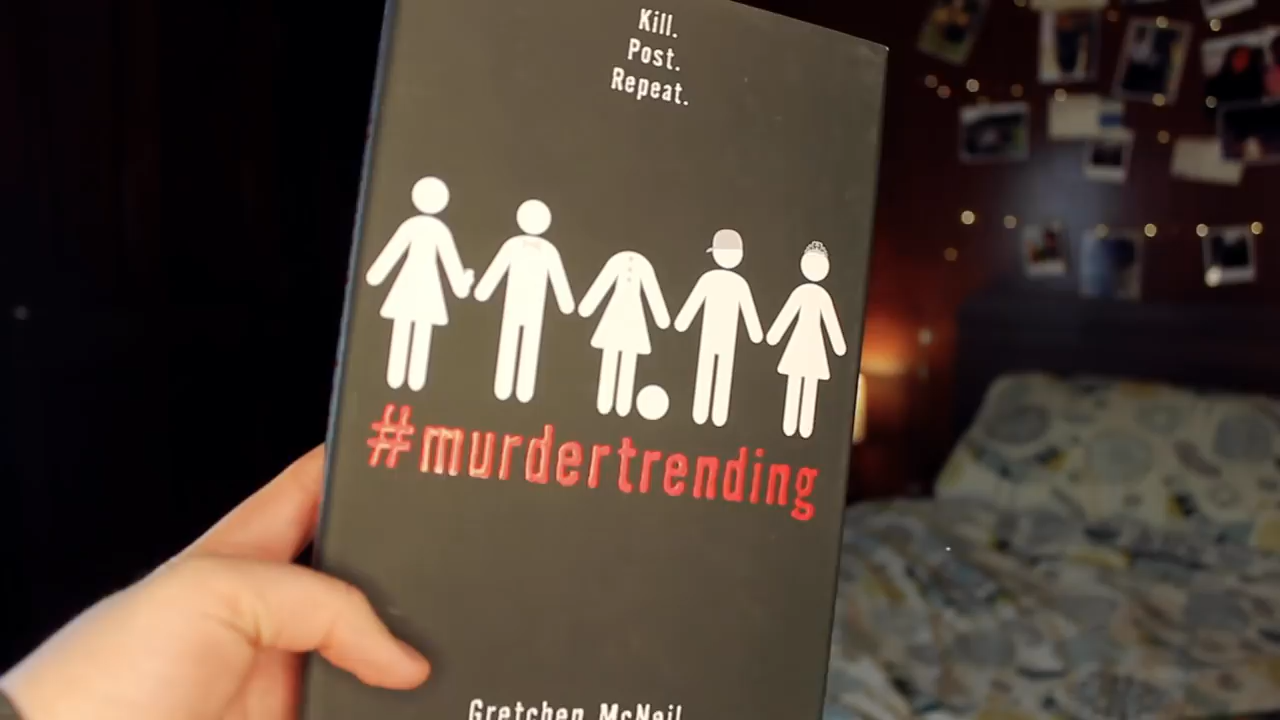 Kill.
Post.
Repeat.
#murdertrending
Gretchen McNeil